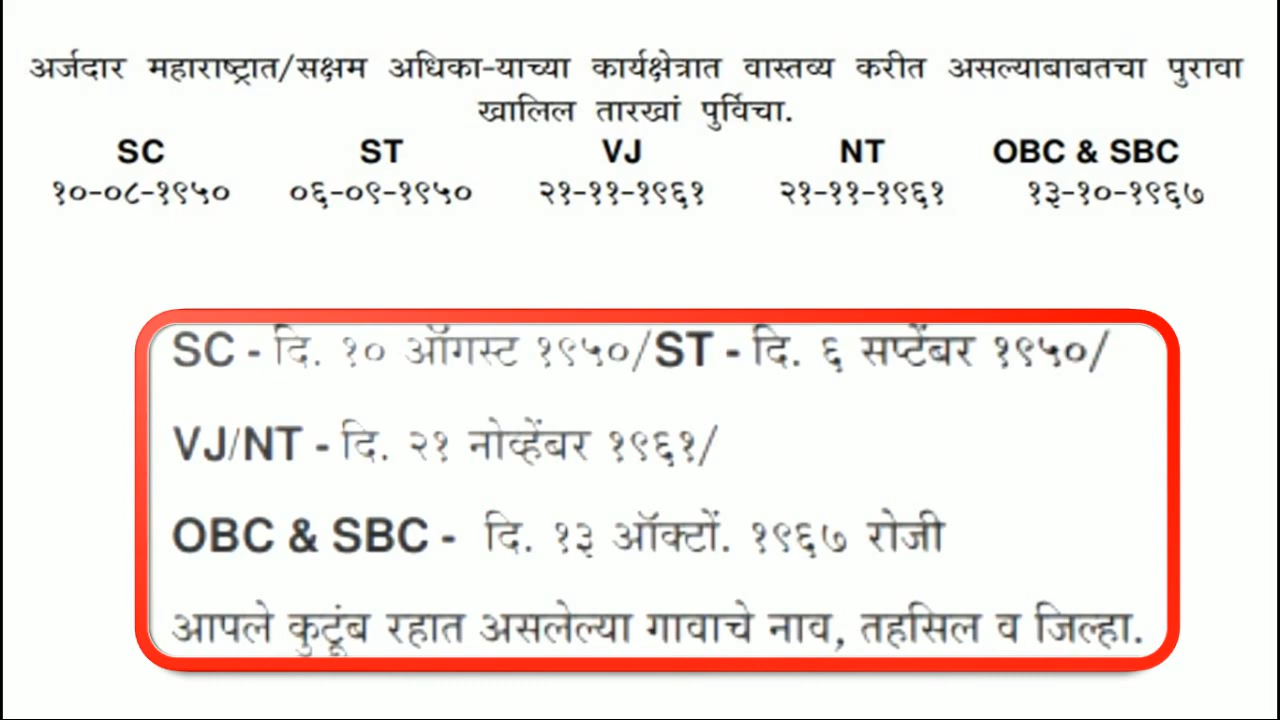 अर्जदार महाराष्ट्रात/सक्षम अधिका-याच्या कार्यक्षेत्रात वास्तव्य करीत असल्याबाबतचा पुरावा
खालिल तारखां पुर्विचा.
SC ST VJ NT OBC & SBC
१०-०८-१९५० ०६-०९-१९५० २१-११-१९६१ २१-११-१९६१ १३-१०-१९६७
SC - दि. १० ऑगस्ट १९५०/ST - दि. ६ सप्टेंबर १९५०/
VJ/NT - दि. २१ नोव्हेंबर १९६१/
OBC & SBC - दि. १३ ऑक्टों. १९६७ रोजी
आपले कुटूंब रहात असलेल्या गावाचे नाव, तहसिल व जिल्हा.